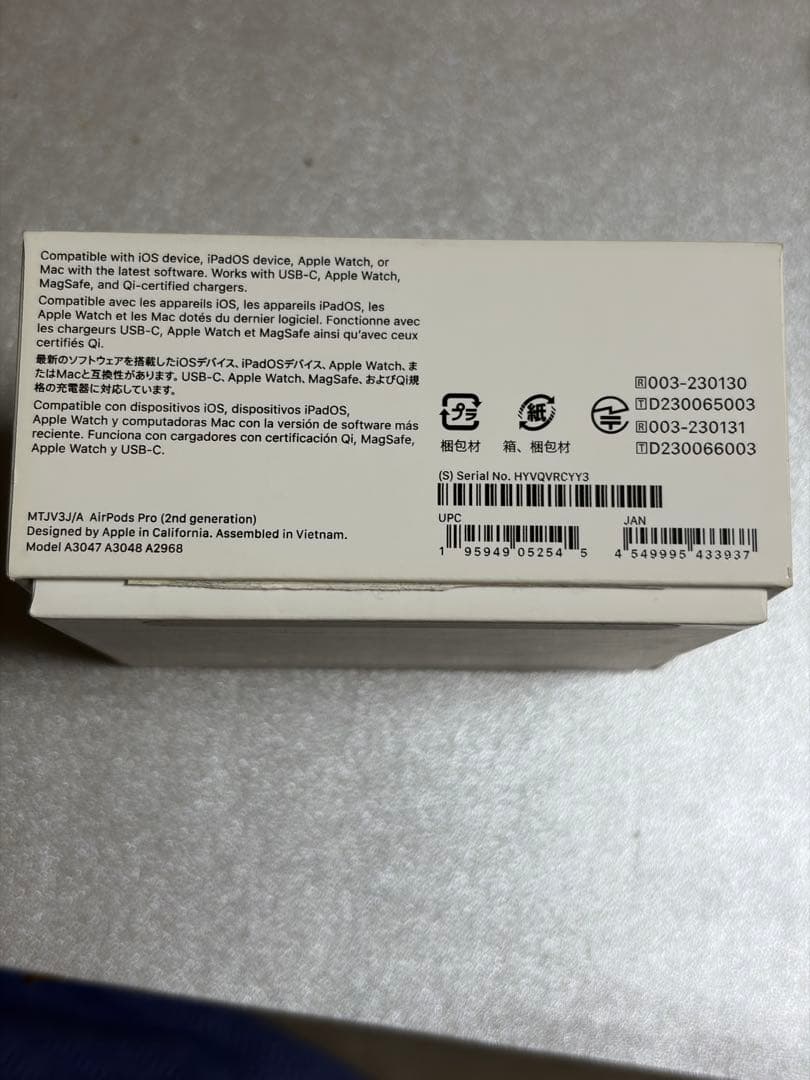 Compatible with iOS device, iPadOS device, Apple Watch, or
Mac with the latest software. Works with USB-C, Apple Watch,
MagSafe, and Qi-certified chargers.
Compatible avec les appareils iOS, les appareils iPadOS, les
Apple Watch et les Mac dotés du dernier logiciel. Fonctionne avec
les chargeurs USB-C, Apple Watch et MagSafe ainsi qu'avec ceux
certifiés Qi.
最新のソフトウェアを搭載したiOSデバイス、iPadOSデバイス、Apple Watch、ま
たはMacと互換性があります。USB-C、Apple Watch、MagSafe、およびQi規
格の充電器に対応しています。
Compatible con dispositivos iOS, dispositivos iPadOS,
Apple Watch y computadoras Mac con la versión de software más
reciente. Funciona con cargadores con certificación Qi, MagSafe,
Apple Watch y USB-C.
MTJV3J/A AirPods Pro (2nd generation)
Designed by Apple in California. Assembled in Vietnam.
Model A3047 A3048 A2968
プラ
梱包材
紙
箱、梱包材
R 003-230130
T D230065003
R 003-230131
T D230066003
(S) Serial No. HYVQVRCYY3
UPC
1 95949 05254 5
JAN
4 549995 433937